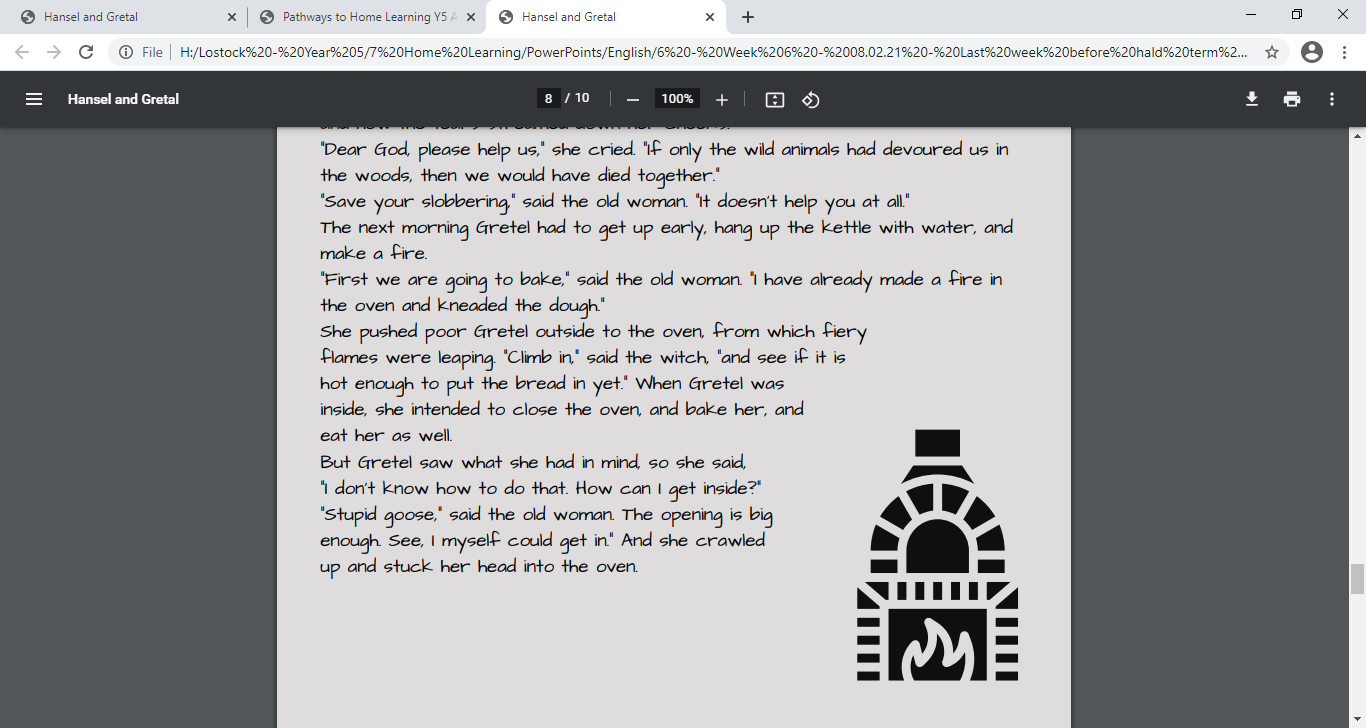 Hansel and Gretal
Pathways to Home Learning Y5 A
Hansel and Gretal
File
H:/Lostock%20-%20Year%205/7%20Home%20Learning/PowerPoints/English/6%20-%20Week%206%20-%2008.02.21%20-%20Last%20week%20before%20hald%20term%2...
Hansel and Gretal
8 / 10
100%
and now the tears streamed down her cheeks.
"Dear God, please help us," she cried. "If only the wild animals had devoured us in
the woods, then we would have died together."
"Save your slobbering," said the old woman. "It doesn't help you at all."
The next morning Gretel had to get up early, hang up the kettle with water, and
make a fire.
"First we are going to bake," said the old woman. "I have already made a fire in
the oven and kneaded the dough."
She pushed poor Gretel outside to the oven, from which fiery
flames were leaping. "Climb in," said the witch, "and see if it is
hot enough to put the bread in yet." When Gretel was
inside, she intended to close the oven, and bake her, and
eat her as well.
But Gretel saw what she had in mind, so she said,
"I don't know how to do that. How can I get inside?"
"Stupid goose," said the old woman. The opening is big
enough. See, I myself could get in." And she crawled
up and stuck her head into the oven.